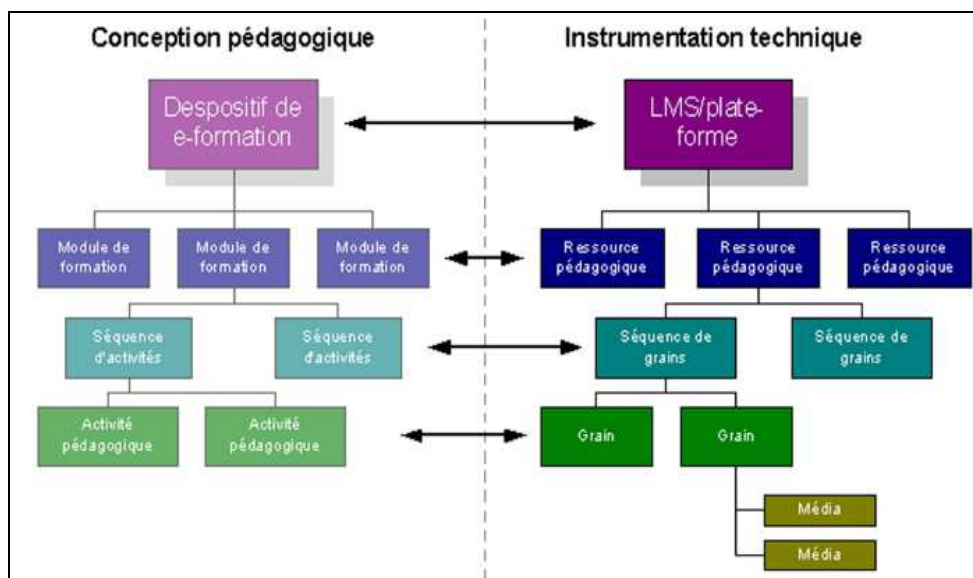 Conception pédagogique
Instrumentation technique
Despositif de
e-formation
LMS/plate-
forme
Module de
formation
Module de
formation
Module de
formation
Ressource
pédagogique
Ressource
pédagogique
Ressource
pédagogique
Séquence
d'activités
Séquence
d'activités
Séquence de
grains
Séquence de
grains
Activité
pédagogique
Activité
pédagogique
Grain
Grain
Média
Média